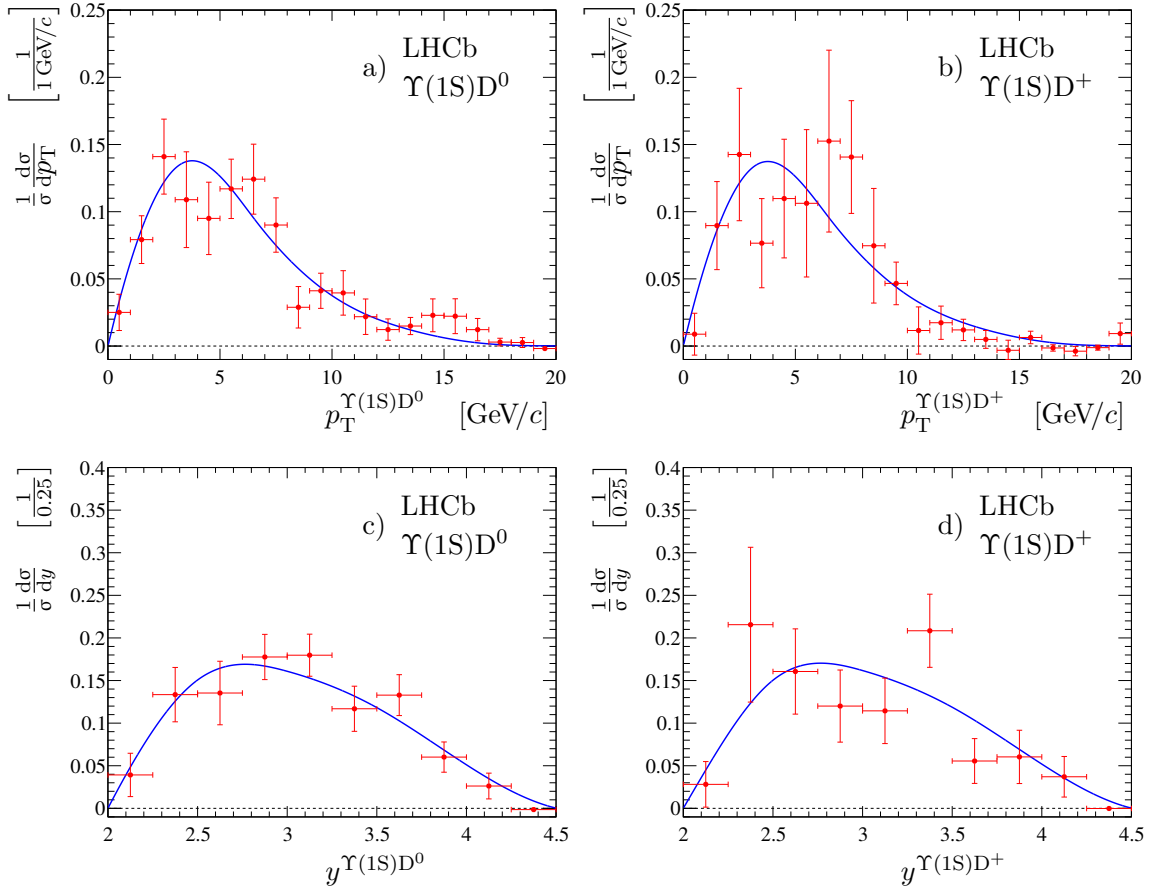 [1/1 GeV/c]
1/σ dσ/dpT
0.25
0.2
0.15
0.1
0.05
0
a) LHCb
ϒ(1S)D⁰
0 5 10 15 20
p_T^ϒ(1S)D⁰ [GeV/c]
[1/1 GeV/c]
1/σ dσ/dpT
0.25
0.2
0.15
0.1
0.05
0
b) LHCb
ϒ(1S)D⁺
0 5 10 15 20
p_T^ϒ(1S)D⁺ [GeV/c]
[1/0.25]
1/σ dσ/dy
0.4
0.35
0.3
0.25
0.2
0.15
0.1
0.05
0
c) LHCb
ϒ(1S)D⁰
2 2.5 3 3.5 4 4.5
y^ϒ(1S)D⁰
[1/0.25]
1/σ dσ/dy
0.4
0.35
0.3
0.25
0.2
0.15
0.1
0.05
0
d) LHCb
ϒ(1S)D⁺
2 2.5 3 3.5 4 4.5
y^ϒ(1S)D⁺